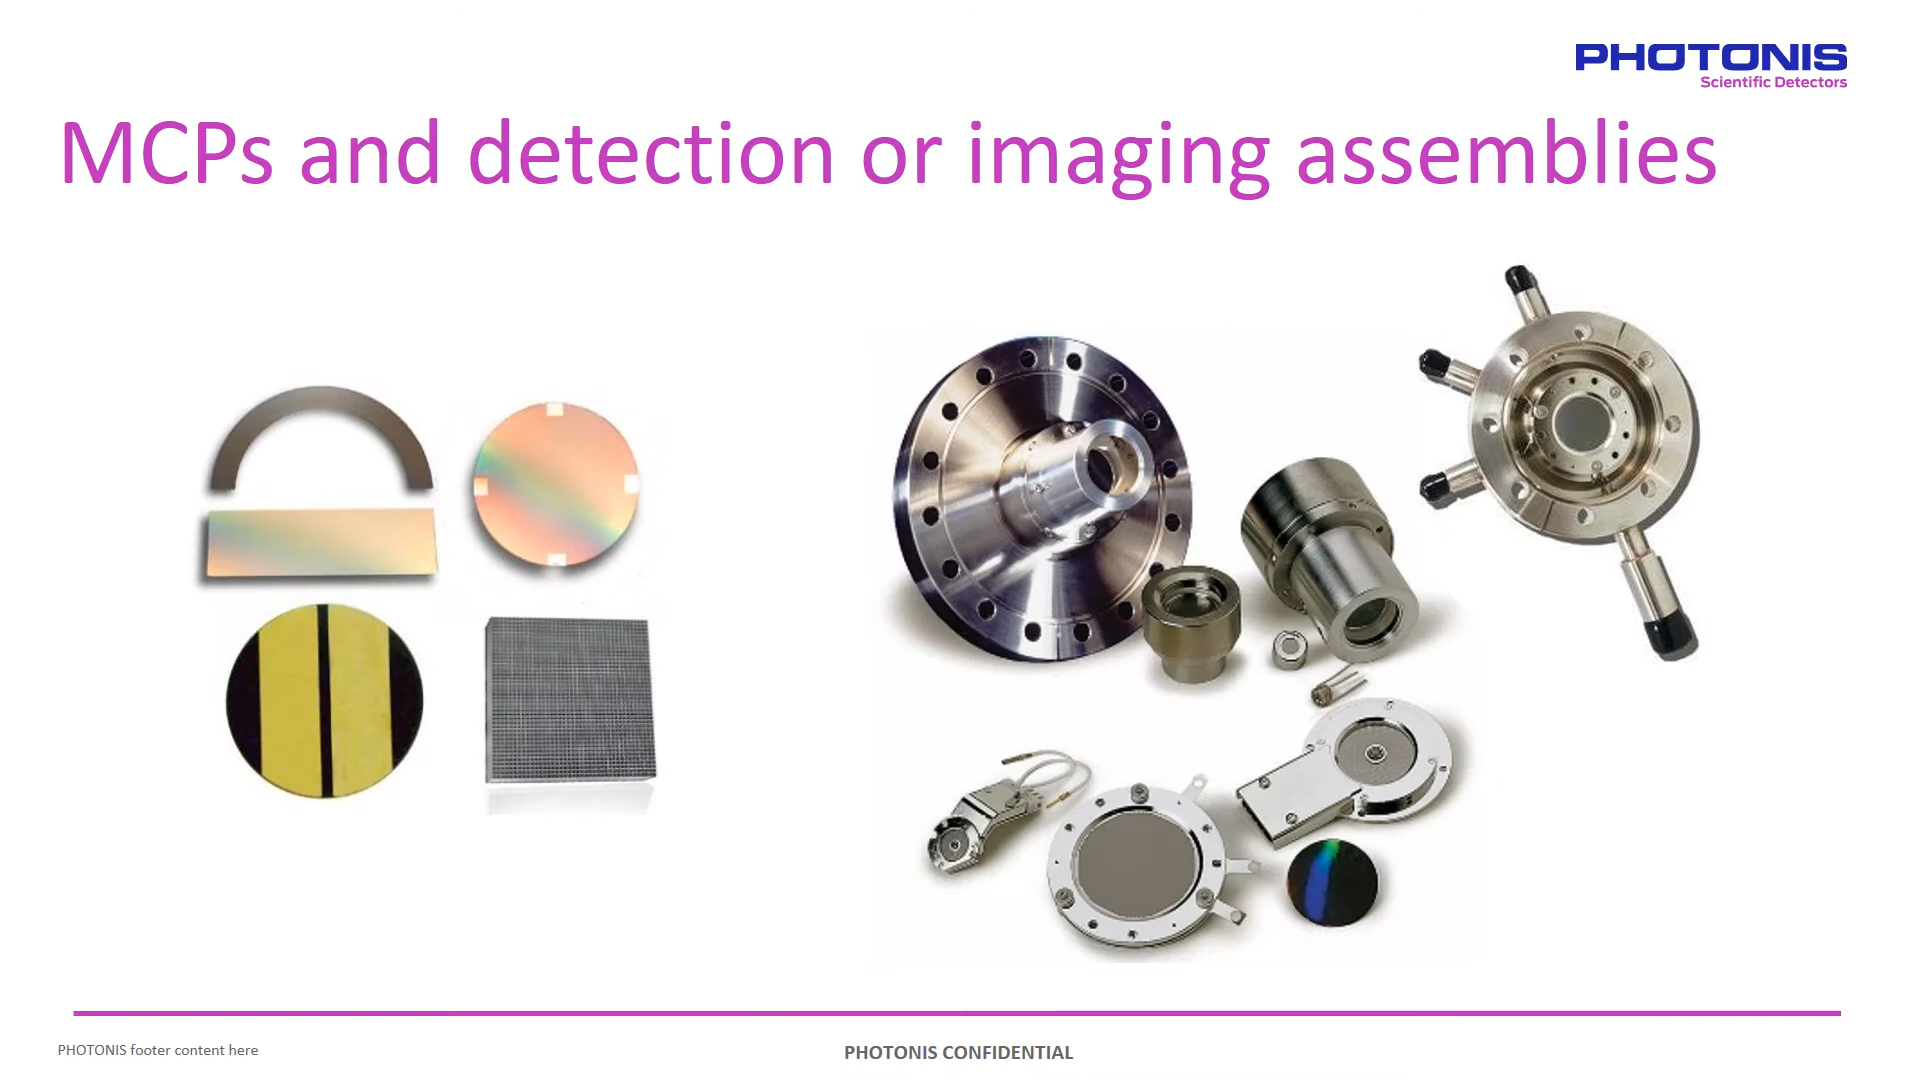 PHOTONIS
Scientific Detectors
MCPs and detection or imaging assemblies
PHOTONIS footer content here
PHOTONIS CONFIDENTIAL